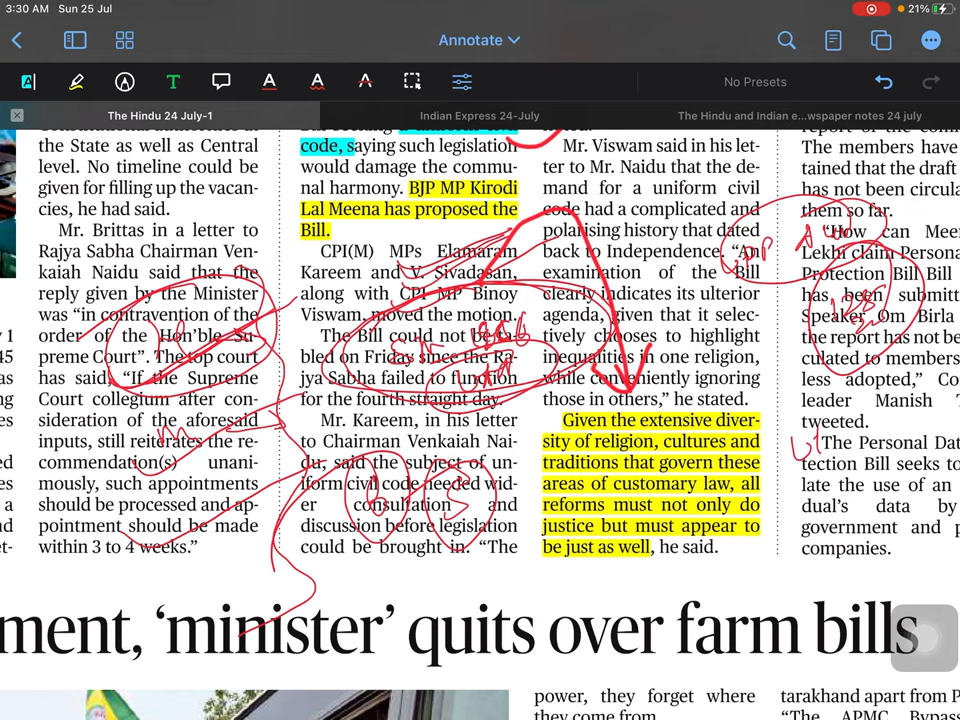 3:30 AM Sun 25 Jul
21%
Annotate
No Presets
The Hindu 24 July-1
Indian Express 24-July
The Hindu and Indian e...wspaper notes 24 july
the State as well as Central
level. No timeline could be
given for filling up the vacan-
cies, he had said.
Mr. Brittas in a letter to
Rajya Sabha Chairman Ven-
kaiah Naidu said that the
reply given by the Minister
was “in contravention of the
order of the Hon’ble Su-
preme Court”. The top court
has said, “If the Supreme
Court collegium after con-
sideration of the aforesaid
inputs, still reiterates the re-
commendation(s) unani-
mously, such appointments
should be processed and ap-
pointment should be made
within 3 to 4 weeks.”
code, saying such legislation
would damage the commu-
nal harmony. BJP MP Kirodi
Lal Meena has proposed the
Bill.
CPI(M) MPs Elamaram
Kareem and V. Sivadasan,
along with CPI MP Binoy
Viswam, moved the motion.
The Bill could not be ta-
bled on Friday since the Ra-
jya Sabha failed to function
for the fourth straight day.
Mr. Kareem, in his letter
to Chairman Venkaiah Nai-
du, said the subject of un-
iform civil code needed wid-
er consultation and
discussion before legislation
could be brought in. “The
Mr. Viswam said in his let-
ter to Mr. Naidu that the de-
mand for a uniform civil
code had a complicated and
polarising history that dated
back to Independence. “An
examination of the Bill
clearly indicates its ulterior
agenda, given that it selec-
tively chooses to highlight
inequalities in one religion,
while conveniently ignoring
those in others,” he stated.
Given the extensive diver-
sity of religion, cultures and
traditions that govern these
areas of customary law, all
reforms must not only do
justice but must appear to
be just as well, he said.
The members have
tained that the draft
has not been circula
them so far.
“How can Mee
Lekhi claim Persona
Protection Bill Bill
has been submitt
Speaker Om Birla
the report has not be
culated to members
less adopted,” Co
leader Manish T
tweeted.
The Personal Dat
tection Bill seeks to
late the use of an
dual’s data by
government and p
companies.
ment, ‘minister’ quits over farm bills
power, they forget where
they come from
tarakhand apart from P
“The APMC Bypass